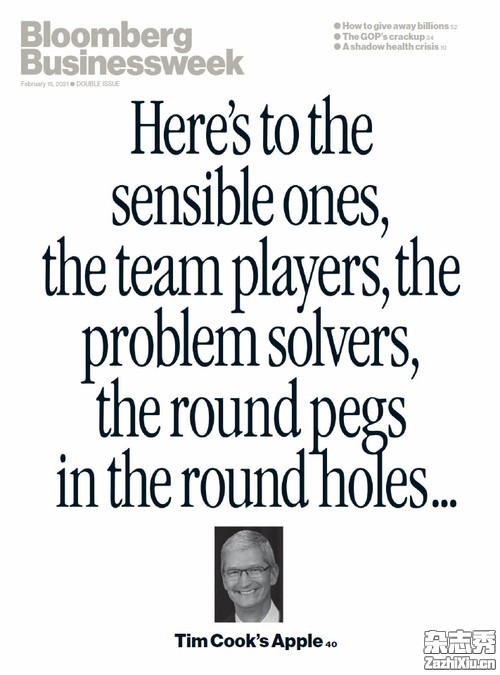 Bloomberg
Businessweek
February 15, 2021 ● DOUBLE ISSUE
● How to give away billions 52
● The GOP's crackup 34
● A shadow health crisis 10
Here's to the
sensible ones,
the team players, the
problem solvers,
the round pegs
in the round holes...
Tim Cook's Apple 40
杂志秀
ZaZhiXiu.cn